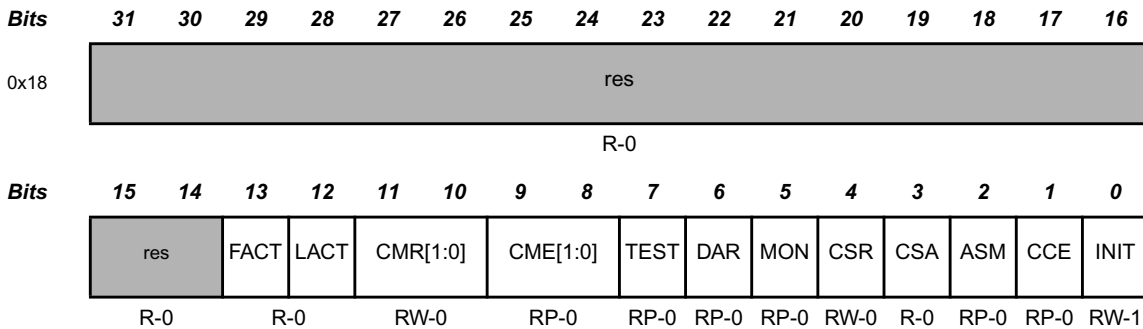 Bits 31 30 29 28 27 26 25 24 23 22 21 20 19 18 17 16
0x18 res
R-0
Bits 15 14 13 12 11 10 9 8 7 6 5 4 3 2 1 0
res FACT LACT CMR[1:0] CME[1:0] TEST DAR MON CSR CSA ASM CCE INIT
R-0 R-0 RW-0 RP-0 RP-0 RP-0 RP-0 RW-0 R-0 RP-0 RP-0 RW-1